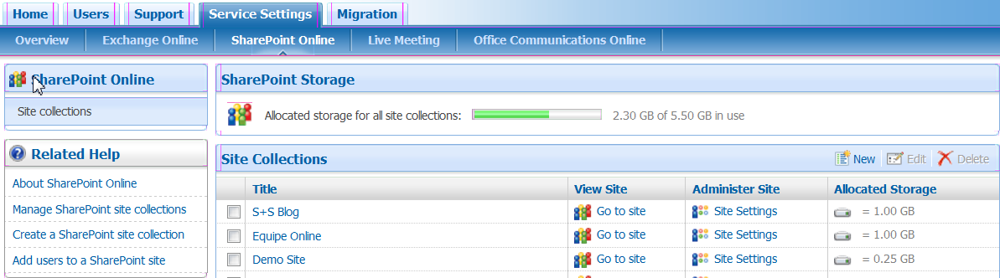 Home Users Support Service Settings Migration
Overview Exchange Online SharePoint Online Live Meeting Office Communications Online
SharePoint Online
Site collections
Related Help
About SharePoint Online
Manage SharePoint site collections
Create a SharePoint site collection
Add users to a SharePoint site
SharePoint Storage
Allocated storage for all site collections: 2.30 GB of 5.50 GB in use
Site Collections New Edit Delete
Title View Site Administer Site Allocated Storage
S+S Blog Go to site Site Settings = 1.00 GB
Equipe Online Go to site Site Settings = 1.00 GB
Demo Site Go to site Site Settings = 0.25 GB